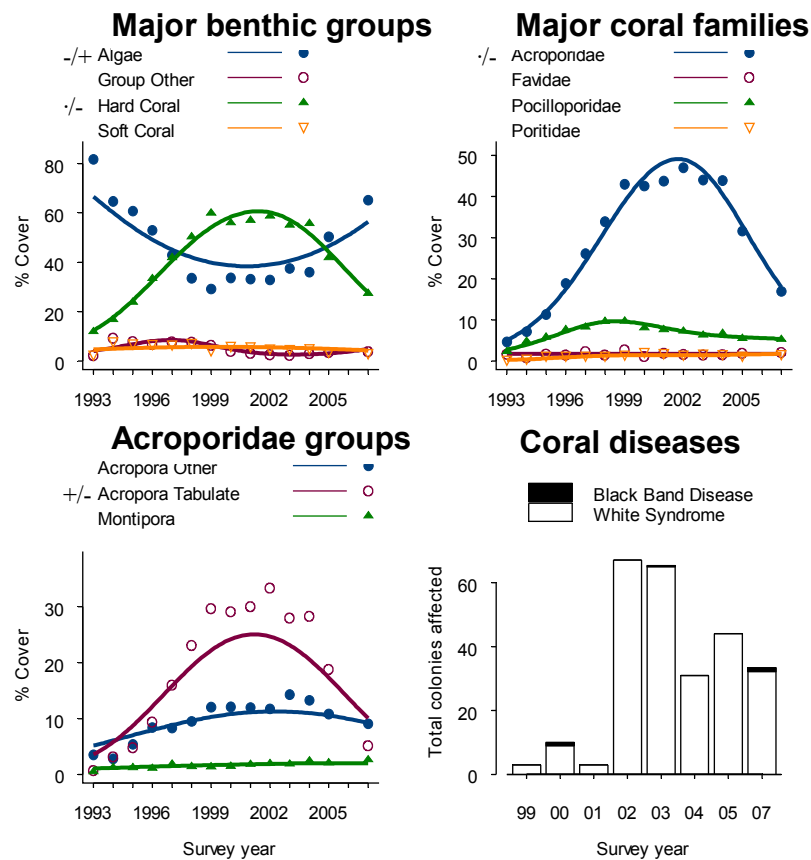 Major benthic groups
-/+ Algae
Group Other
·/- Hard Coral
Soft Coral
80
60
40
20
0
% Cover
1993 1996 1999 2002 2005
Major coral families
·/- Acroporidae
Favidae
Pocilloporidae
Poritidae
50
40
30
20
10
0
% Cover
1993 1996 1999 2002 2005
Acroporidae groups
Acropora Other
+/- Acropora Tabulate
Montipora
30
20
10
0
% Cover
1993 1996 1999 2002 2005
Survey year
Coral diseases
Black Band Disease
White Syndrome
60
40
20
0
Total colonies affected
99 00 01 02 03 04 05 07
Survey year